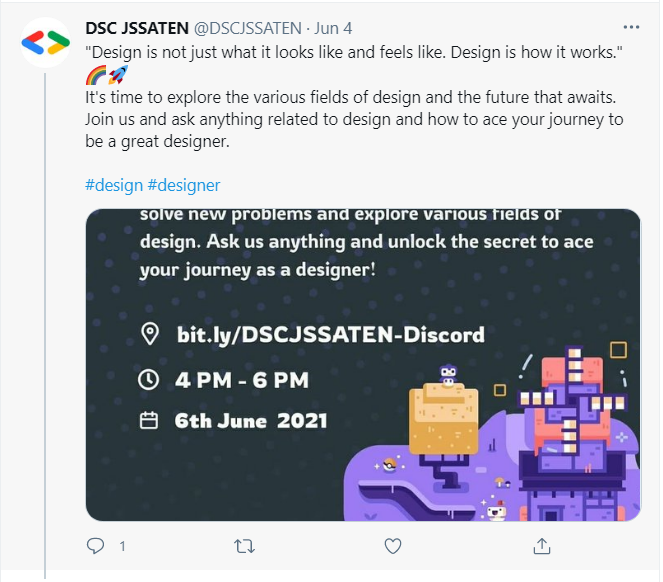 DSC JSSATEN @DSCJSSATEN · Jun 4
"Design is not just what it looks like and feels like. Design is how it works."
🌈🚀
It's time to explore the various fields of design and the future that awaits.
Join us and ask anything related to design and how to ace your journey to
be a great designer.
#design #designer
solve new problems and explore various fields of
design. Ask us anything and unlock the secret to ace
your journey as a designer!
bit.ly/DSCJSSATEN-Discord
4 PM - 6 PM
6th June 2021
1